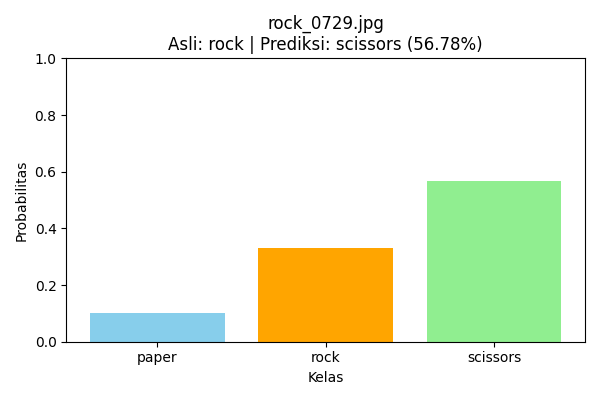 rock_0729.jpg
Asli: rock | Prediksi: scissors (56.78%)
1.0
0.8
0.6
0.4
0.2
0.0
Probabilitas
paper rock scissors
Kelas